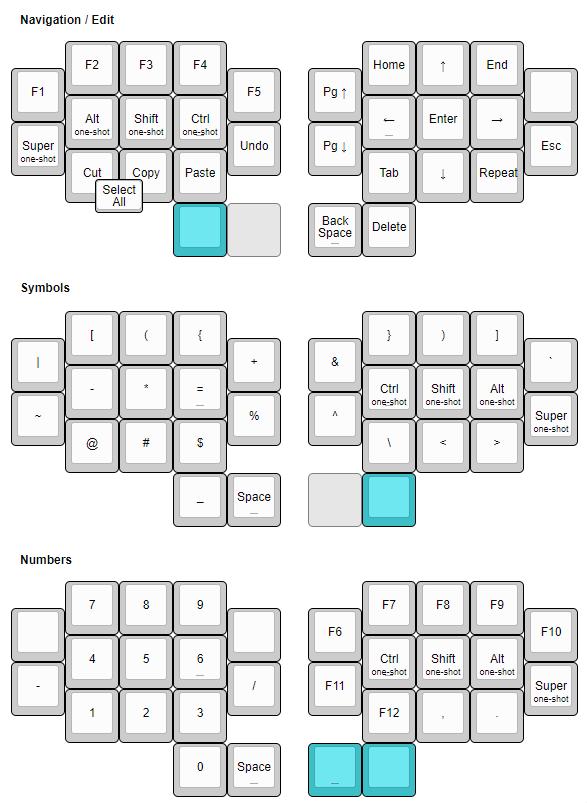 Navigation / Edit
F2 F3 F4 Home ↑ End
F1 F5 Pg ↑
Alt Shift Ctrl ← Enter →
one-shot one-shot one-shot _
Super Undo Pg ↓ Esc
one-shot
Cut Copy Paste Tab ↓ Repeat
Select
All
Back Delete
Space
_
Symbols
[ ( { } ) ]
| + & `
- * = Ctrl Shift Alt
_ one-shot one-shot one-shot
~ % ^ Super
one-shot
@ # $ \ < >
_ Space
_
Numbers
7 8 9 F7 F8 F9
F6 F10
4 5 6 Ctrl Shift Alt
_ one-shot one-shot one-shot
- / F11 Super
one-shot
1 2 3 F12 , .
0 Space
_ _